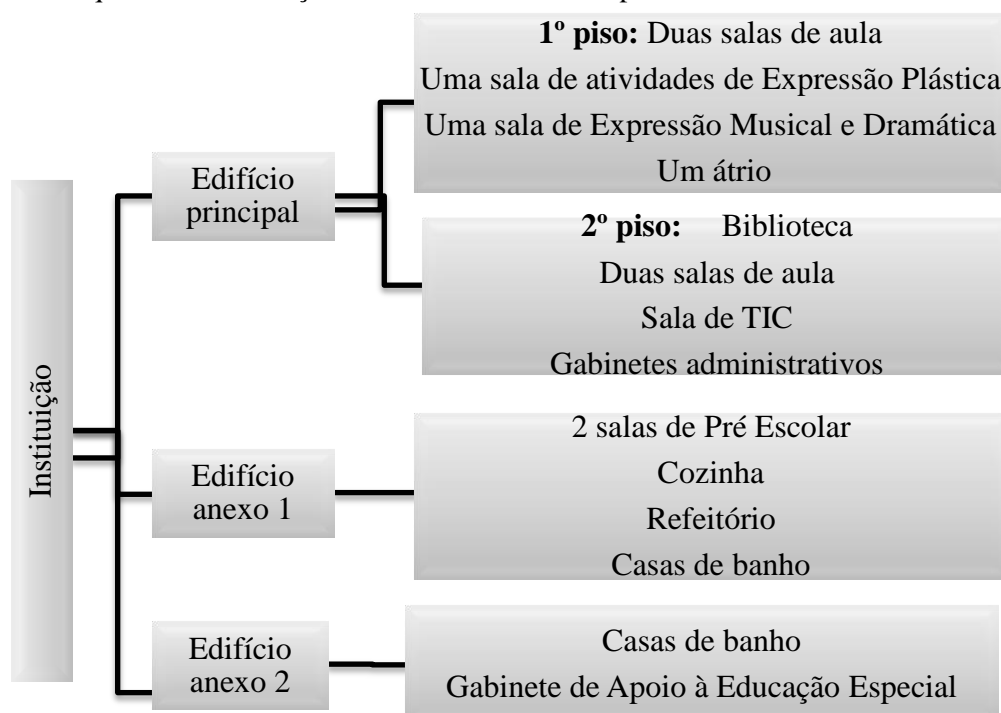 Instituição
Edifício
principal
1º piso: Duas salas de aula
Uma sala de atividades de Expressão Plástica
Uma sala de Expressão Musical e Dramática
Um átrio
2º piso: Biblioteca
Duas salas de aula
Sala de TIC
Gabinetes administrativos
Edifício
anexo 1
2 salas de Pré Escolar
Cozinha
Refeitório
Casas de banho
Edifício
anexo 2
Casas de banho
Gabinete de Apoio à Educação Especial